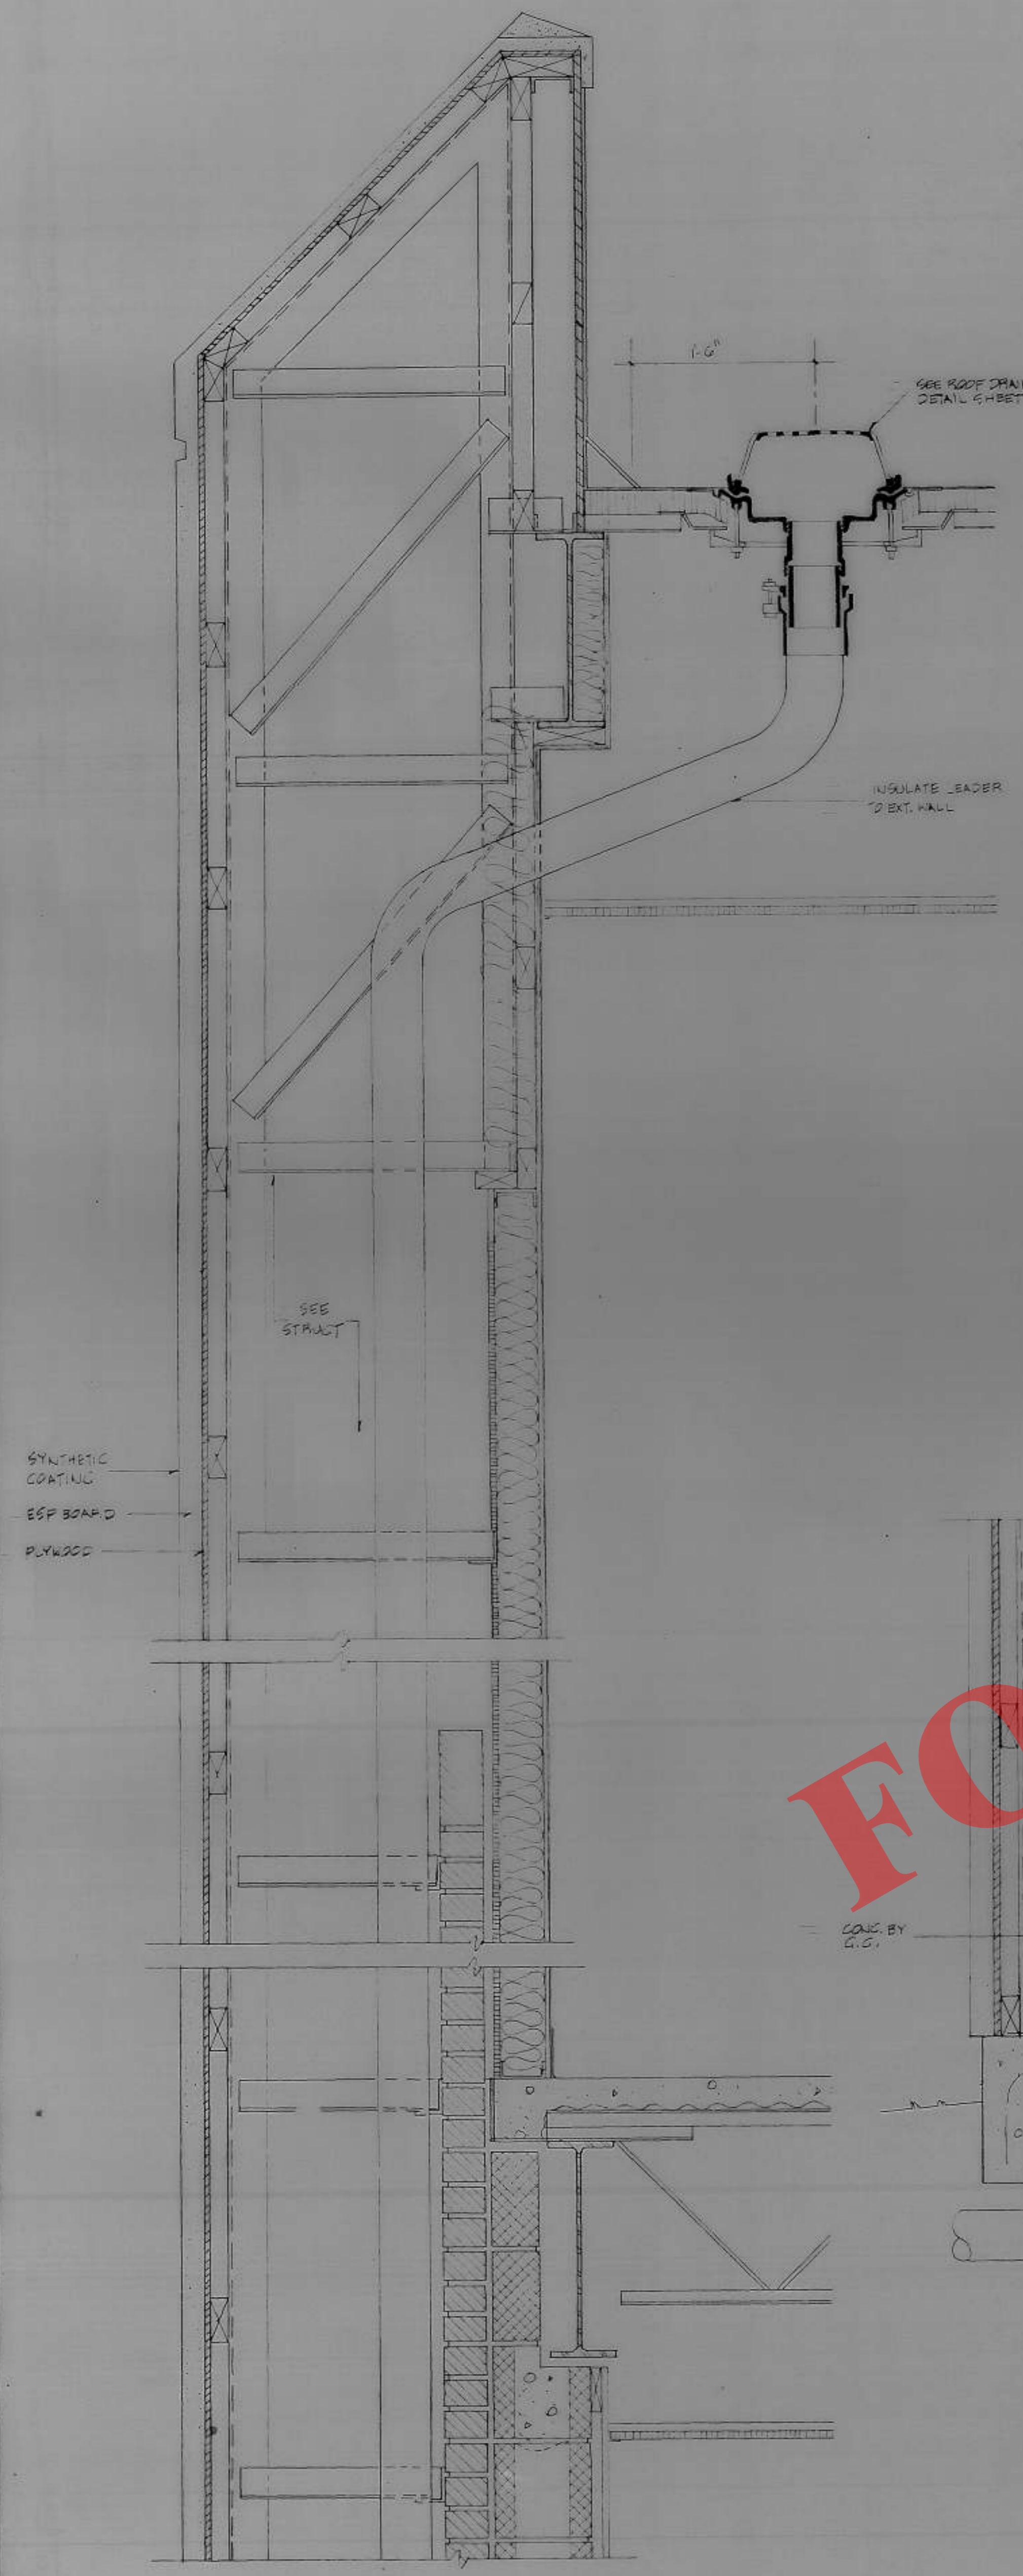 1'-6"
SEE ROOF DRAIN
DETAIL SHEET
INSULATE LEADER
TO EXT. WALL
SEE
STRUCT
SYNTHETIC
COATING
ESP BOARD
PLYWOOD
FO
CONC. BY
G.C.